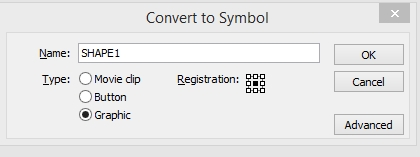 Convert to Symbol
Name: SHAPE1 OK
Type: Movie clip Registration: Cancel
Button
Graphic
Advanced